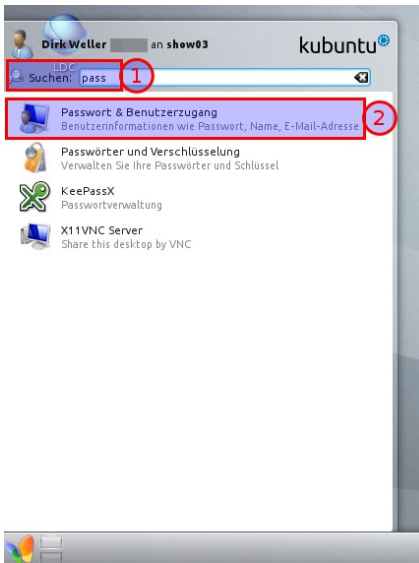 Dirk Weller an show03
kubuntu®
LDC
Suchen: pass 1
Passwort & Benutzerzugang 2
Benutzerinformationen wie Passwort, Name, E-Mail-Adresse
Passwörter und Verschlüsselung
Verwalten Sie Ihre Passwörter und Schlüssel
KeePassX
Passwortverwaltung
X11VNC Server
Share this desktop by VNC